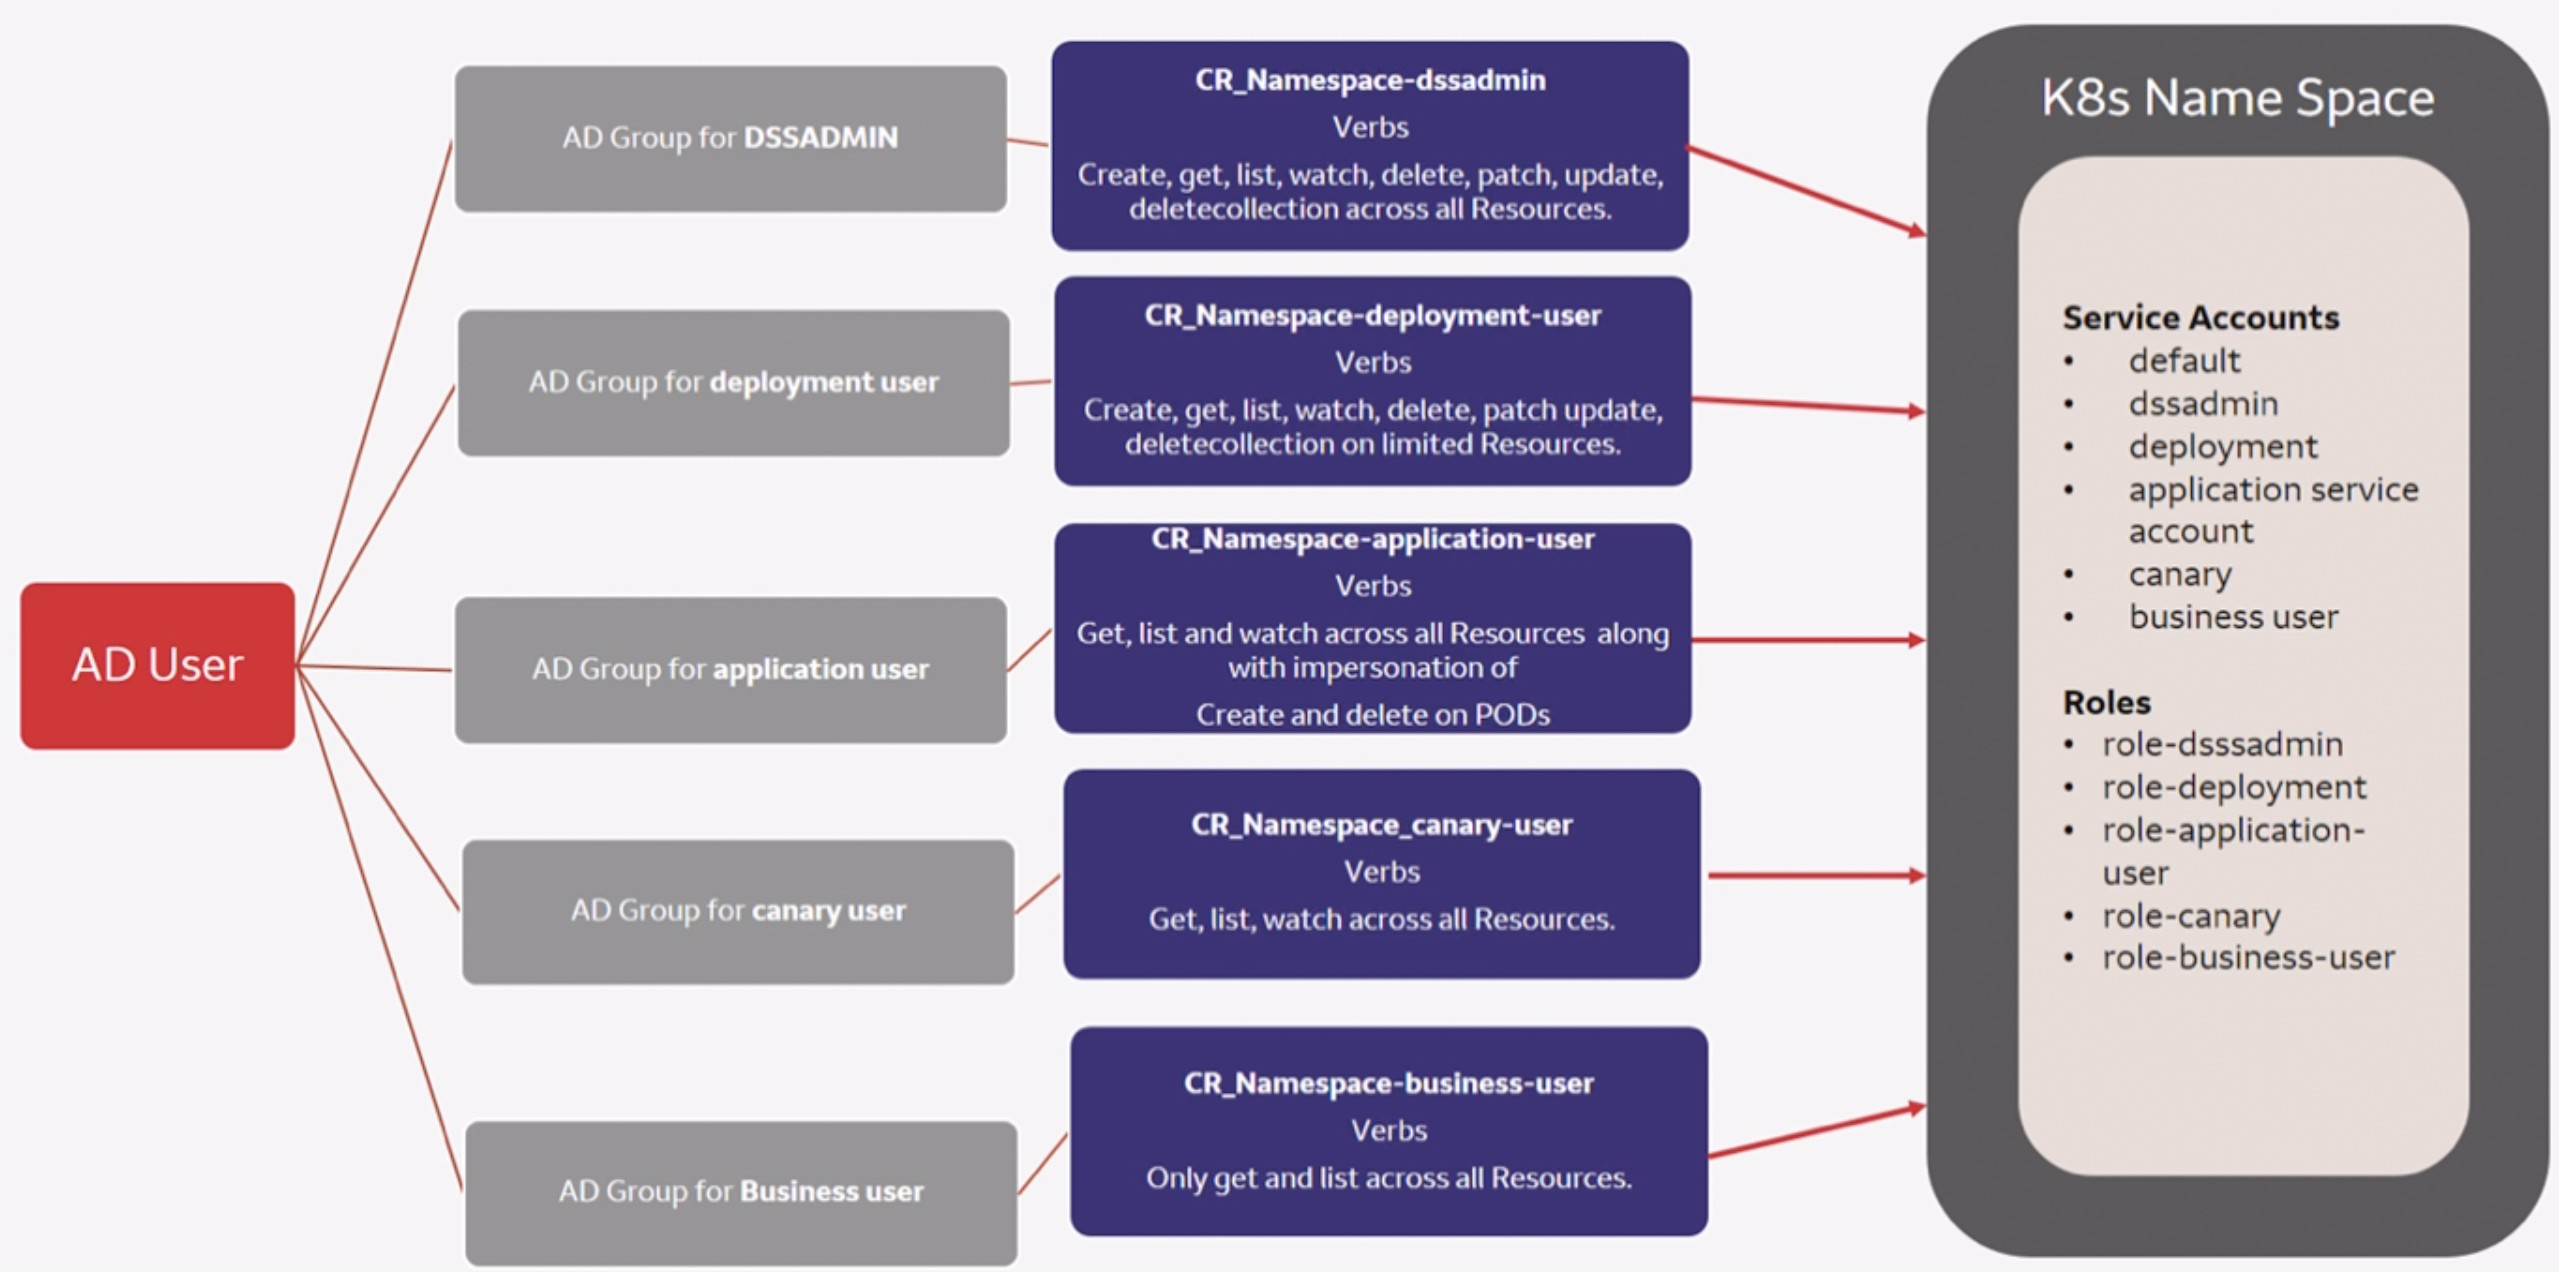 AD User
AD Group for DSSADMIN
AD Group for deployment user
AD Group for application user
AD Group for canary user
AD Group for Business user
CR_Namespace-dssadmin
Verbs
Create, get, list, watch, delete, patch, update,
deletecollection across all Resources.
CR_Namespace-deployment-user
Verbs
Create, get, list, watch, delete, patch update,
deletecollection on limited Resources.
CR_Namespace-application-user
Verbs
Get, list and watch across all Resources along
with impersonation of
Create and delete on PODs
CR_Namespace_canary-user
Verbs
Get, list, watch across all Resources.
CR_Namespace-business-user
Verbs
Only get and list across all Resources.
K8s Name Space
Service Accounts
• default
• dssadmin
• deployment
• application service
account
• canary
• business user
Roles
• role-dsssadmin
• role-deployment
• role-application-
user
• role-canary
• role-business-user